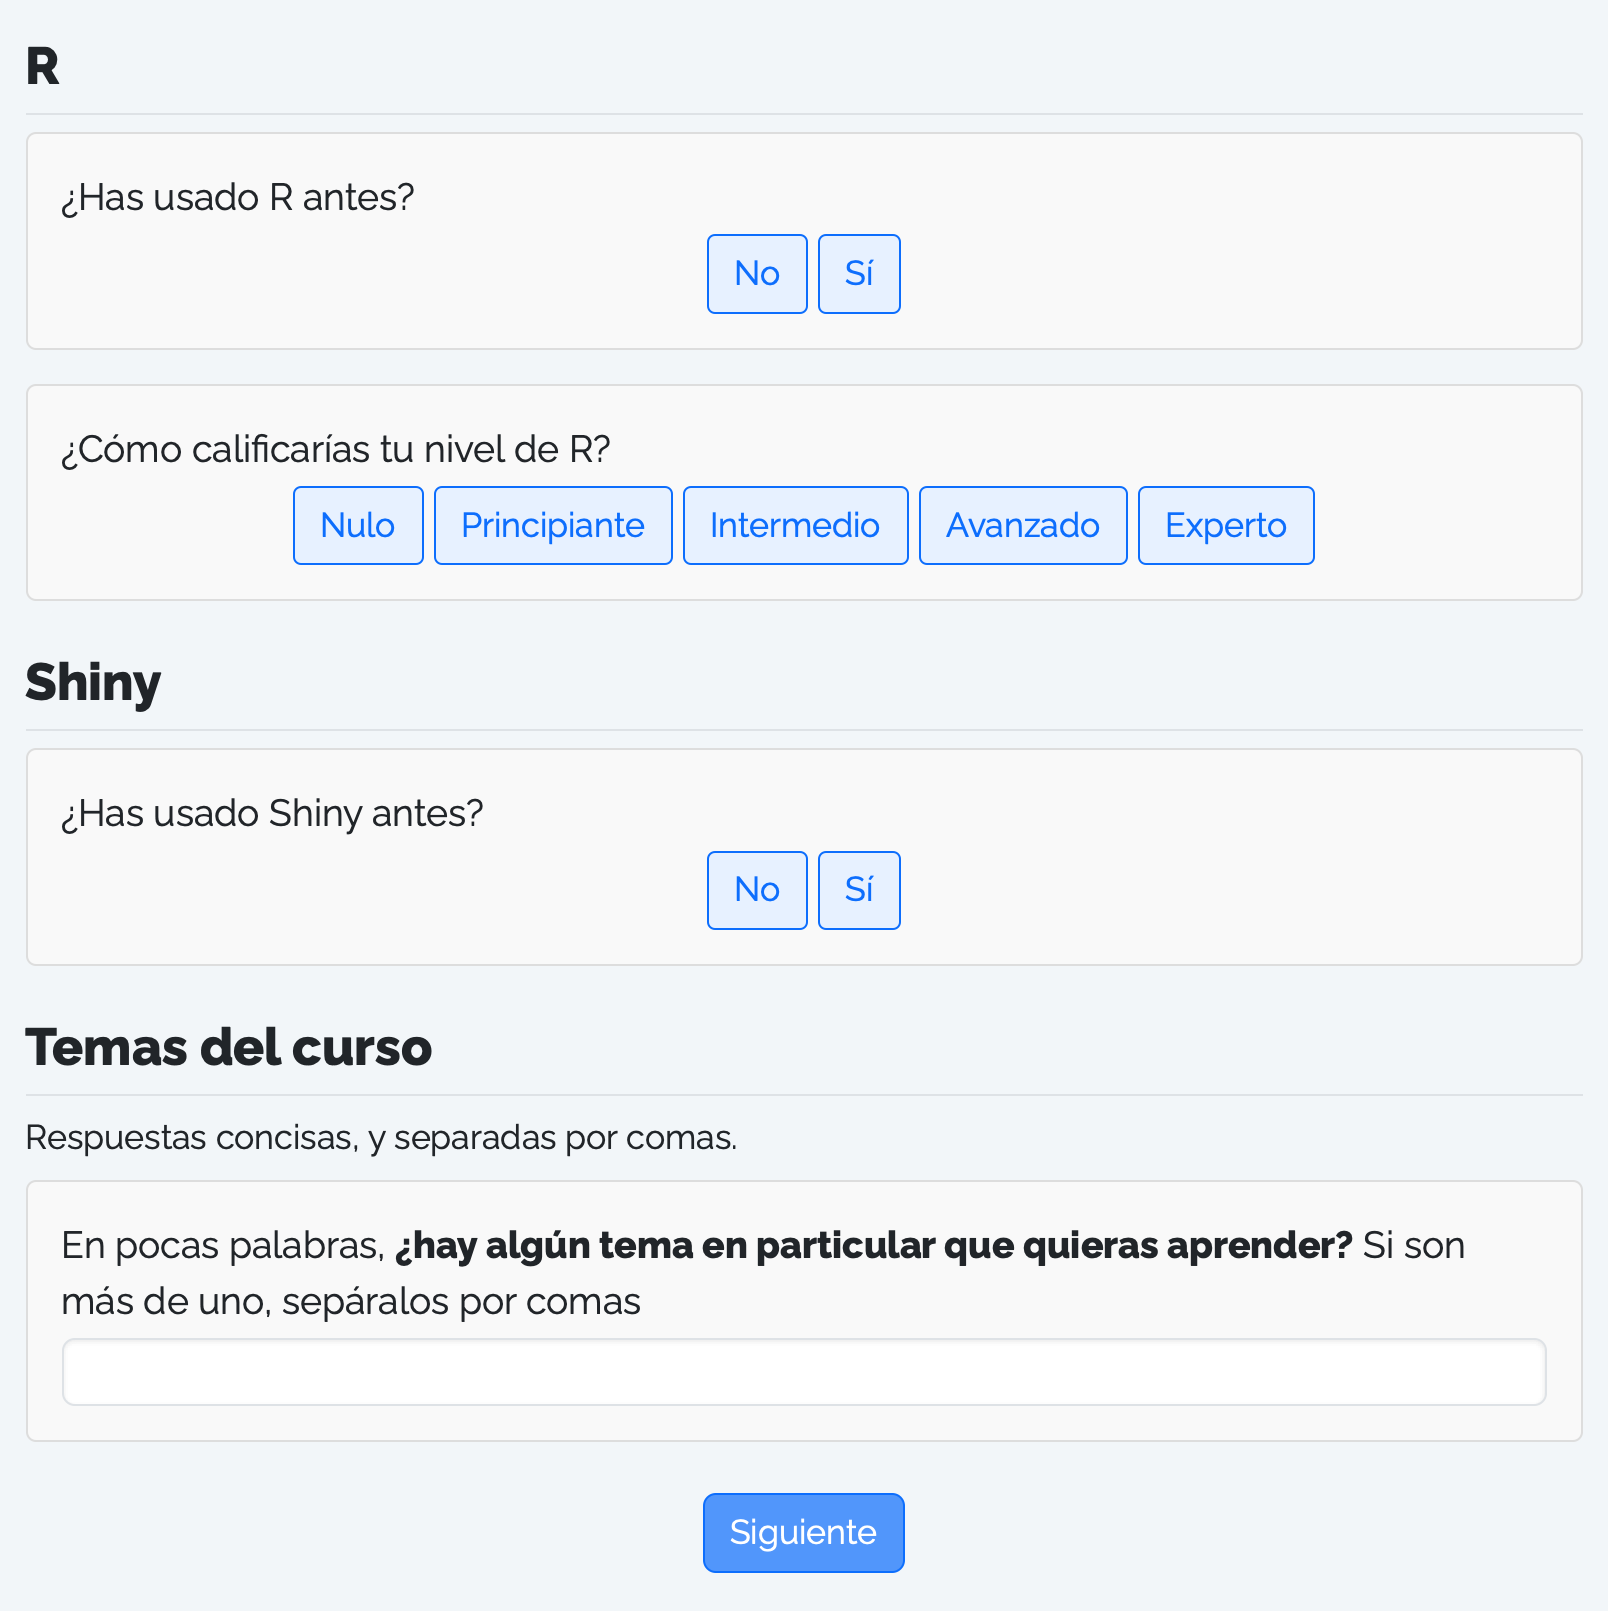 R
¿Has usado R antes?
No Sí
¿Cómo calificarías tu nivel de R?
Nulo Principiante Intermedio Avanzado Experto
Shiny
¿Has usado Shiny antes?
No Sí
Temas del curso
Respuestas concisas, y separadas por comas.
En pocas palabras, ¿hay algún tema en particular que quieras aprender? Si son
más de uno, sepáralos por comas
Siguiente